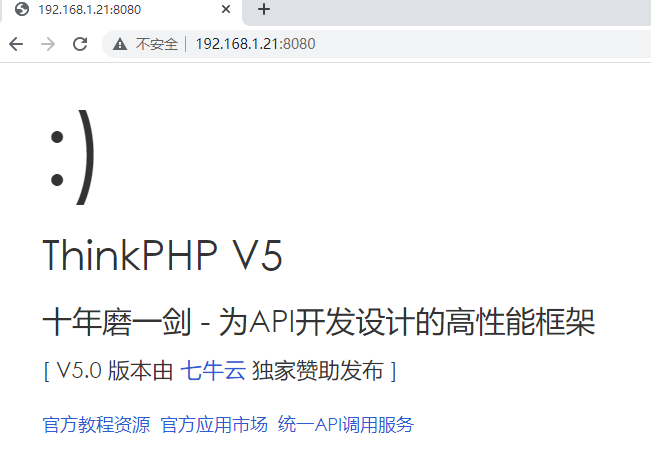 192.168.1.21:8080
不安全 | 192.168.1.21:8080
:)
ThinkPHP V5
十年磨一剑 - 为API开发设计的高性能框架
[ V5.0 版本由 七牛云 独家赞助发布 ]
官方教程资源 官方应用市场 统一API调用服务